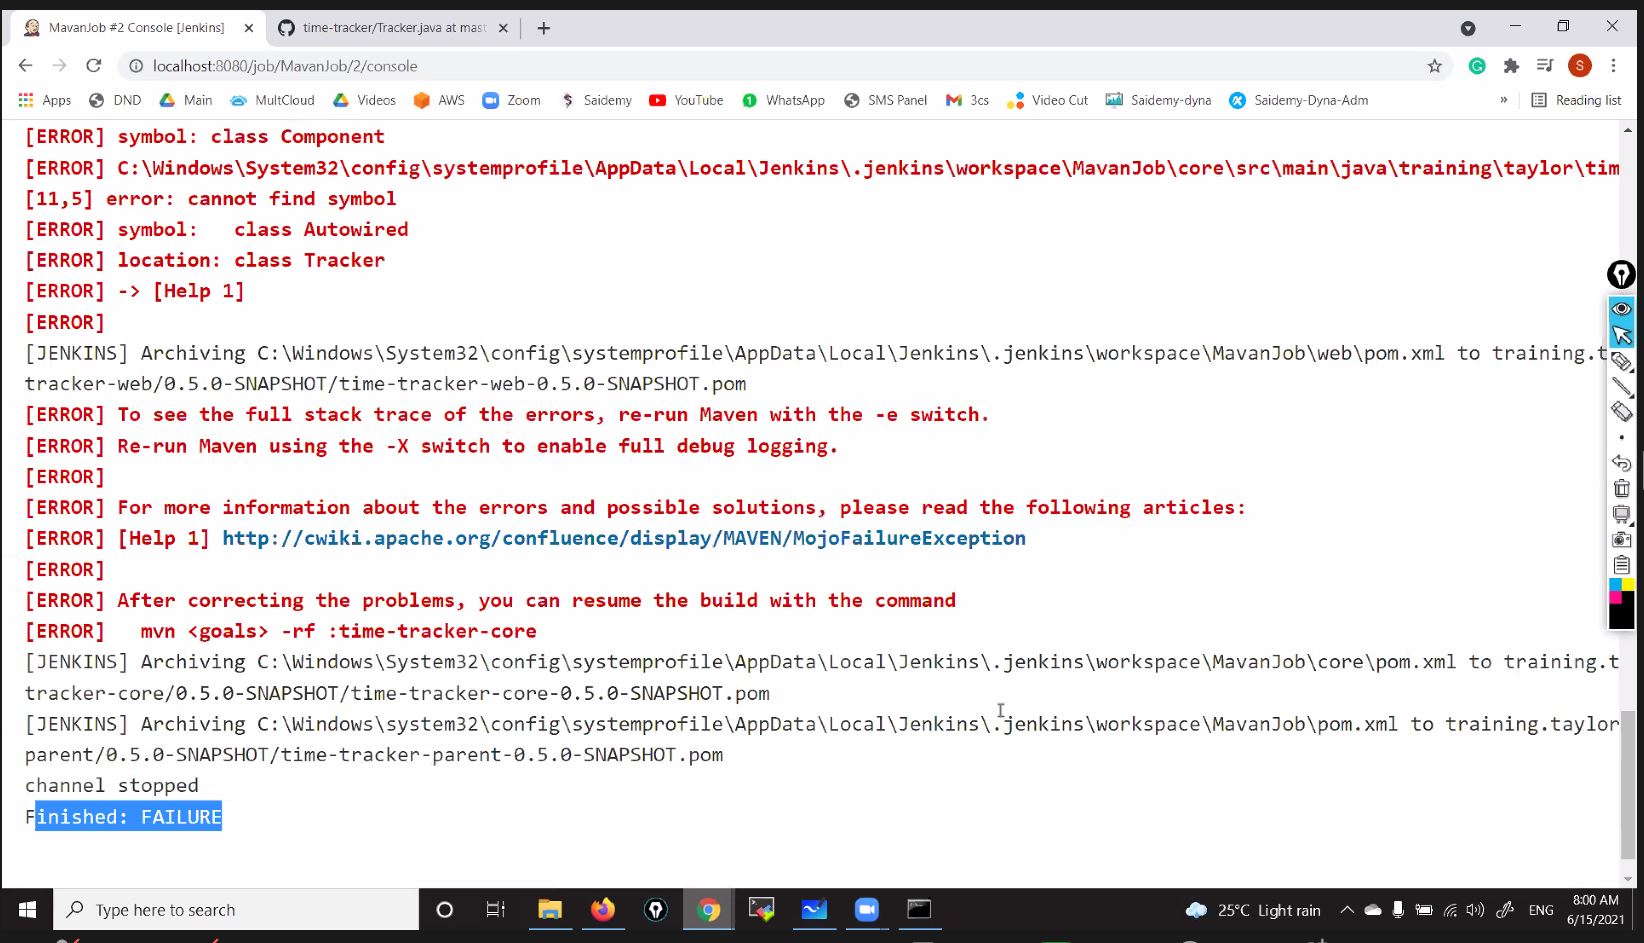 MavanJob #2 Console [Jenkins]
time-tracker/Tracker.java at mast
localhost:8080/job/MavanJob/2/console
S
Apps DND Main MultCloud Videos AWS Zoom Saidemy YouTube WhatsApp SMS Panel 3cs Video Cut Saidemy-dyna Saidemy-Dyna-Adm » Reading list
[ERROR] symbol: class Component
[ERROR] C:\Windows\System32\config\systemprofile\AppData\Local\Jenkins\.jenkins\workspace\MavanJob\core\src\main\java\training\taylor\tim
[11,5] error: cannot find symbol
[ERROR] symbol:   class Autowired
[ERROR] location: class Tracker
[ERROR] -> [Help 1]
[ERROR]
[JENKINS] Archiving C:\Windows\System32\config\systemprofile\AppData\Local\Jenkins\.jenkins\workspace\MavanJob\web\pom.xml to training.t
tracker-web/0.5.0-SNAPSHOT/time-tracker-web-0.5.0-SNAPSHOT.pom
[ERROR] To see the full stack trace of the errors, re-run Maven with the -e switch.
[ERROR] Re-run Maven using the -X switch to enable full debug logging.
[ERROR]
[ERROR] For more information about the errors and possible solutions, please read the following articles:
[ERROR] [Help 1] http://cwiki.apache.org/confluence/display/MAVEN/MojoFailureException
[ERROR]
[ERROR] After correcting the problems, you can resume the build with the command
[ERROR]   mvn <goals> -rf :time-tracker-core
[JENKINS] Archiving C:\Windows\System32\config\systemprofile\AppData\Local\Jenkins\.jenkins\workspace\MavanJob\core\pom.xml to training.t
tracker-core/0.5.0-SNAPSHOT/time-tracker-core-0.5.0-SNAPSHOT.pom
[JENKINS] Archiving C:\Windows\system32\config\systemprofile\AppData\Local\Jenkins\.jenkins\workspace\MavanJob\pom.xml to training.taylor
parent/0.5.0-SNAPSHOT/time-tracker-parent-0.5.0-SNAPSHOT.pom
channel stopped
Finished: FAILURE
Type here to search
25°C Light rain
ENG
8:00 AM
6/15/2021